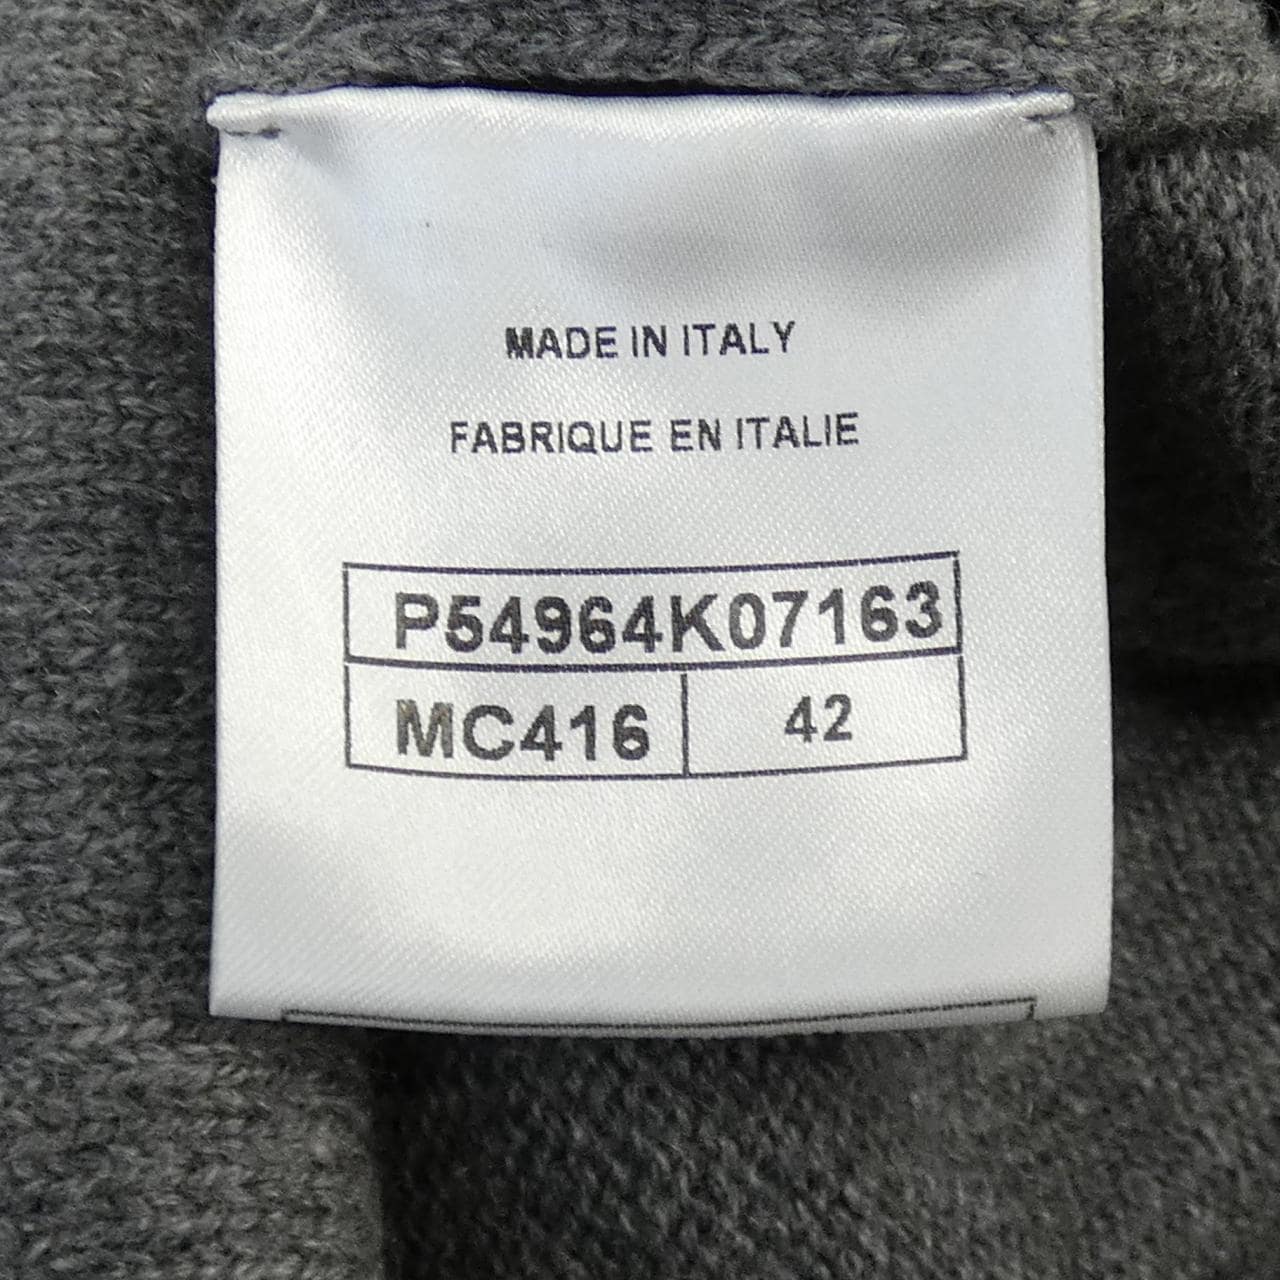 MADE IN ITALY
FABRIQUE EN ITALIE
P54964K07163
MC416 42